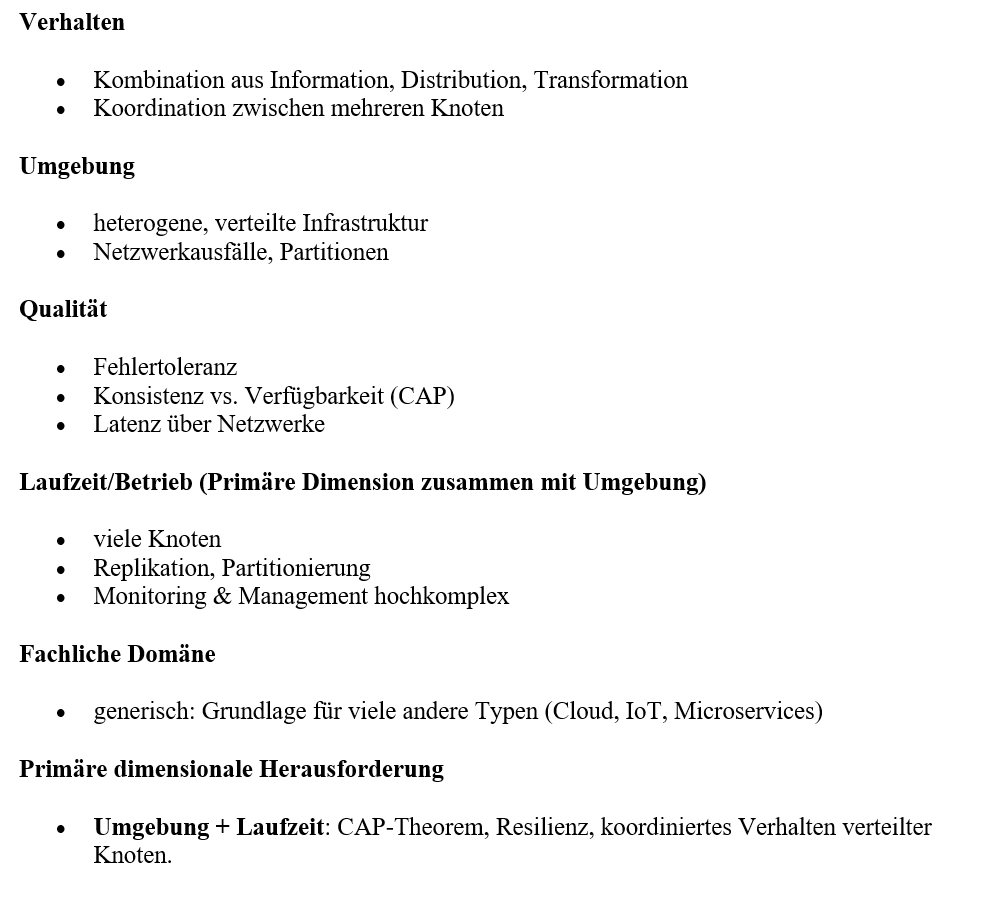 Verhalten
• Kombination aus Information, Distribution, Transformation
• Koordination zwischen mehreren Knoten
Umgebung
• heterogene, verteilte Infrastruktur
• Netzwerkausfälle, Partitionen
Qualität
• Fehlertoleranz
• Konsistenz vs. Verfügbarkeit (CAP)
• Latenz über Netzwerke
Laufzeit/Betrieb (Primäre Dimension zusammen mit Umgebung)
• viele Knoten
• Replikation, Partitionierung
• Monitoring & Management hochkomplex
Fachliche Domäne
• generisch: Grundlage für viele andere Typen (Cloud, IoT, Microservices)
Primäre dimensionale Herausforderung
• Umgebung + Laufzeit: CAP-Theorem, Resilienz, koordiniertes Verhalten verteilter
Knoten.